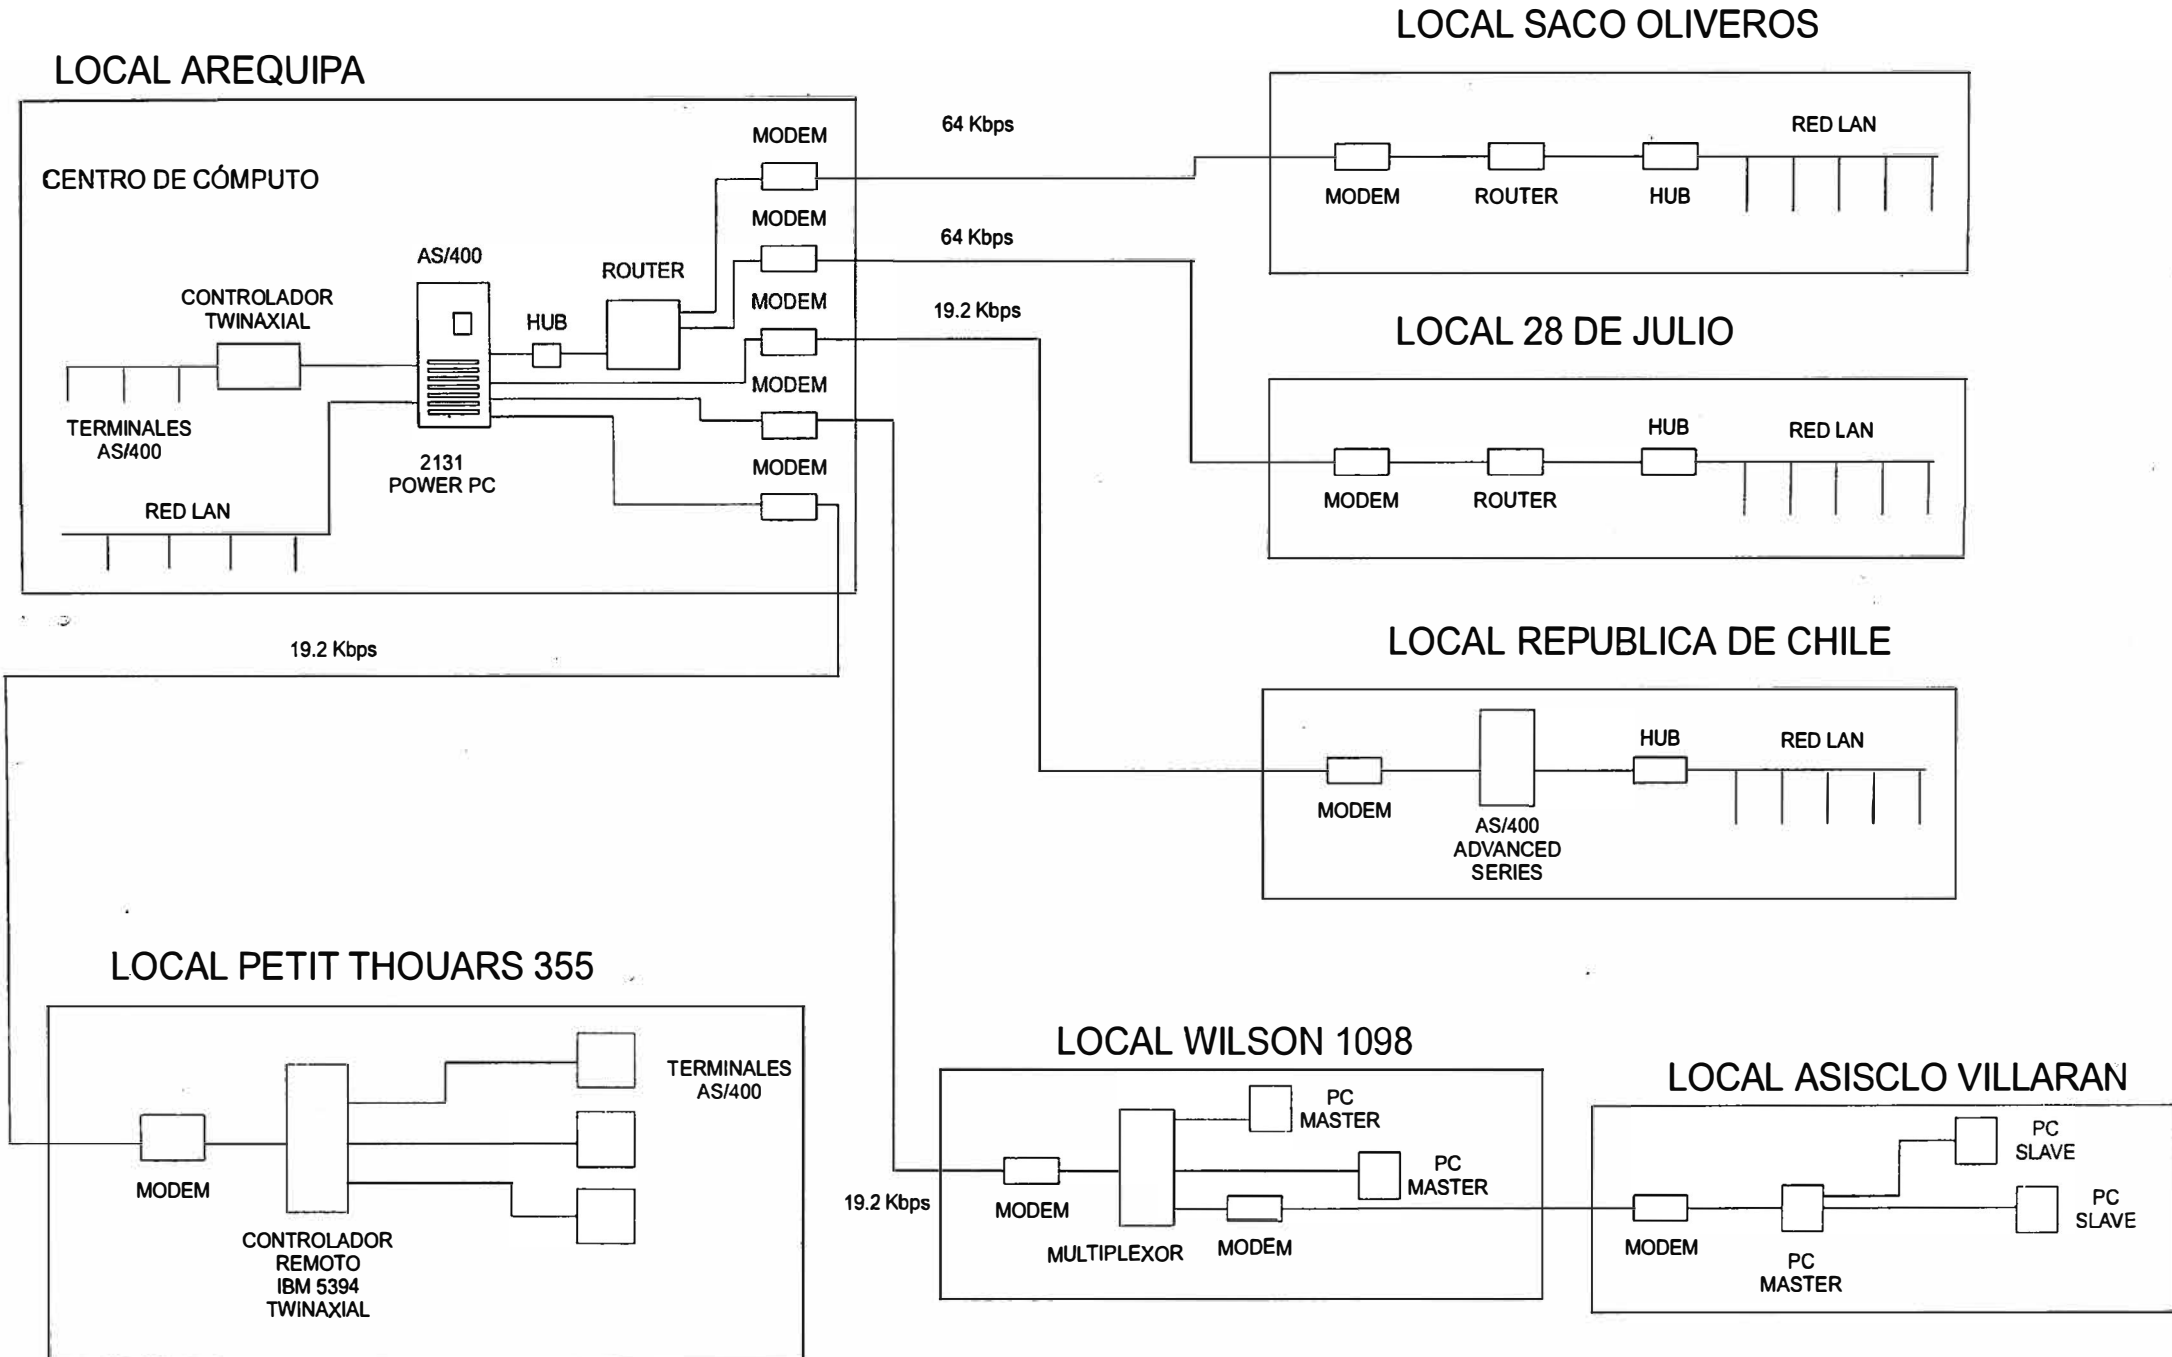 LOCAL SACO OLIVEROS
LOCAL AREQUIPA
MODEM
64 Kbps
RED LAN
CENTRO DE CÓMPUTO
MODEM
ROUTER
HUB
MODEM
64 Kbps
AS/400
ROUTER
CONTROLADOR
TWINAXIAL
HUB
MODEM
19.2 Kbps
LOCAL 28 DE JULIO
MODEM
TERMINALES
AS/400
2131
POWER PC
MODEM
HUB
RED LAN
MODEM
ROUTER
RED LAN
19.2 Kbps
LOCAL REPUBLICA DE CHILE
HUB
RED LAN
MODEM
AS/400
ADVANCED
SERIES
LOCAL PETIT THOUARS 355
TERMINALES
AS/400
MODEM
CONTROLADOR
REMOTO
IBM 5394
TWINAXIAL
LOCAL WILSON 1098
PC
MASTER
PC
MASTER
19.2 Kbps
MODEM
MULTIPLEXOR
MODEM
LOCAL ASISCLO VILLARAN
PC
SLAVE
PC
SLAVE
MODEM
PC
MASTER